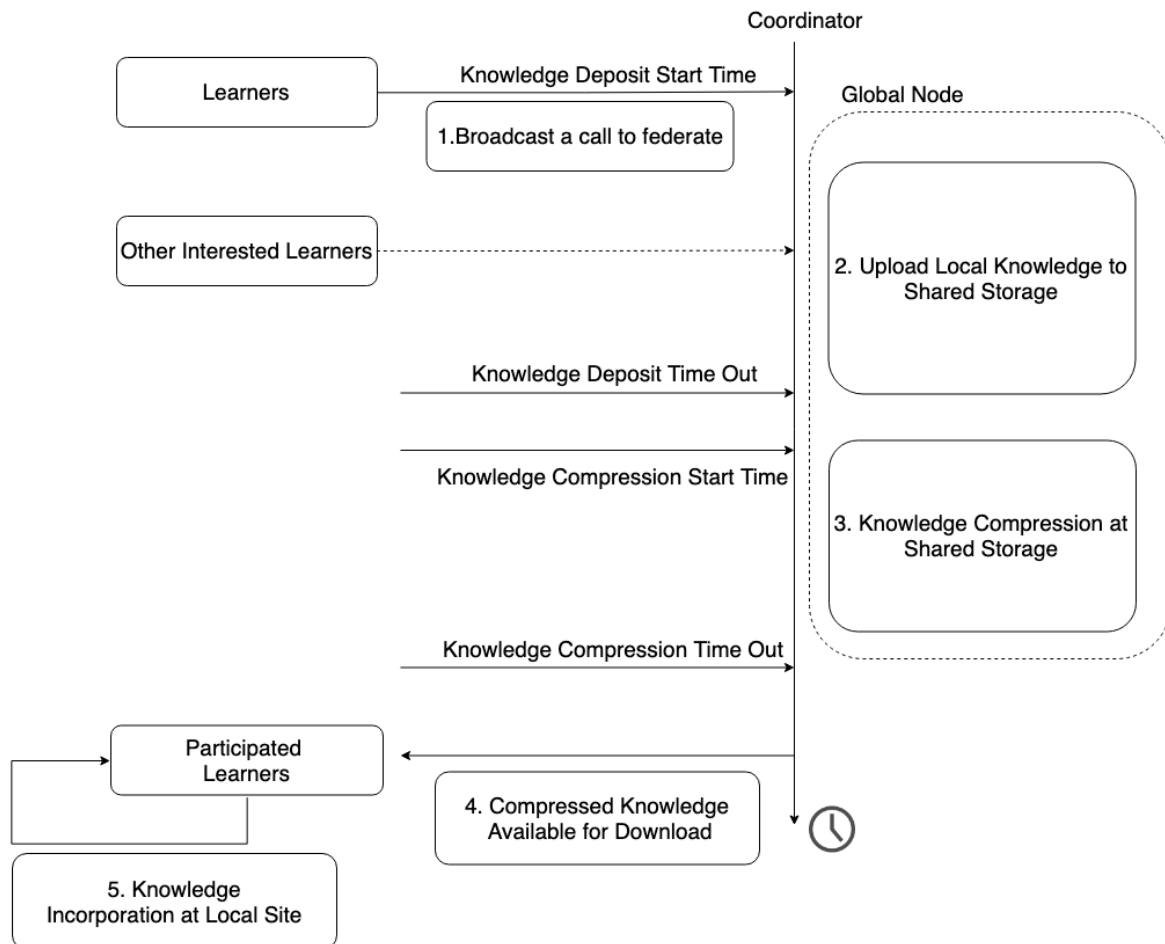 Coordinator
Learners
Knowledge Deposit Start Time
Global Node
1.Broadcast a call to federate
Other Interested Learners
2. Upload Local Knowledge to
Shared Storage
Knowledge Deposit Time Out
Knowledge Compression Start Time
3. Knowledge Compression at
Shared Storage
Knowledge Compression Time Out
Participated
Learners
4. Compressed Knowledge
Available for Download
5. Knowledge
Incorporation at Local Site